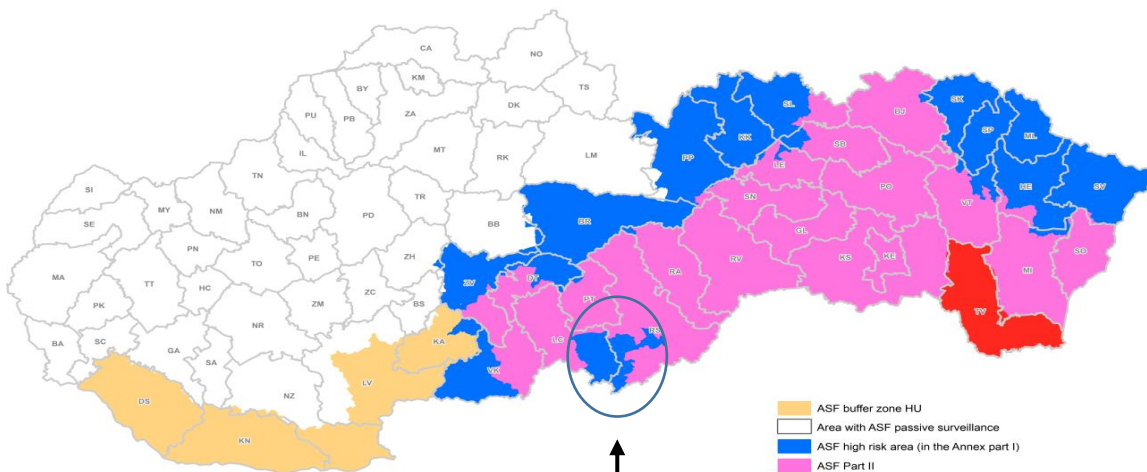 CA
NO
KM
BY
TS
PU
PB
ZA
DK
SL
KK
BJ
SK
SP
ML
IL
MT
RK
LM
PP
LE
SB
HE
SV
TN
SI
MY
NM
BN
PD
TR
BB
BR
SN
PO
VT
SE
PN
PE
ZH
GL
SO
MA
TT
TO
ZV
DT
RA
RV
KS
KE
MI
HC
PK
ZM
ZC
BS
PT
TV
NR
BA
SC
GA
SA
KA
LC
RS
NZ
LV
VK
DS
KN
ASF buffer zone HU
Area with ASF passive surveillance
ASF high risk area (in the Annex part I)
ASF Part II